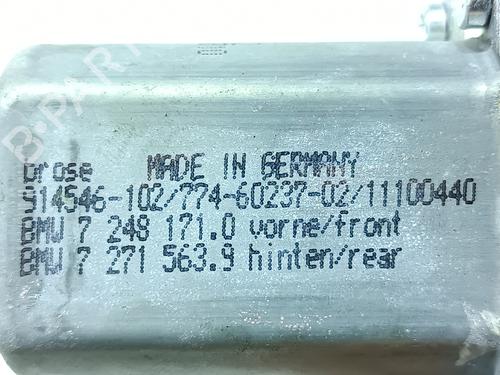 Brose MADE IN GERMANY
914546-102/774-60237-02/11100440
BMW 7 248 171.0 vorne/front
BMW 7 271 563.9 hinten/rear
B-PARTS